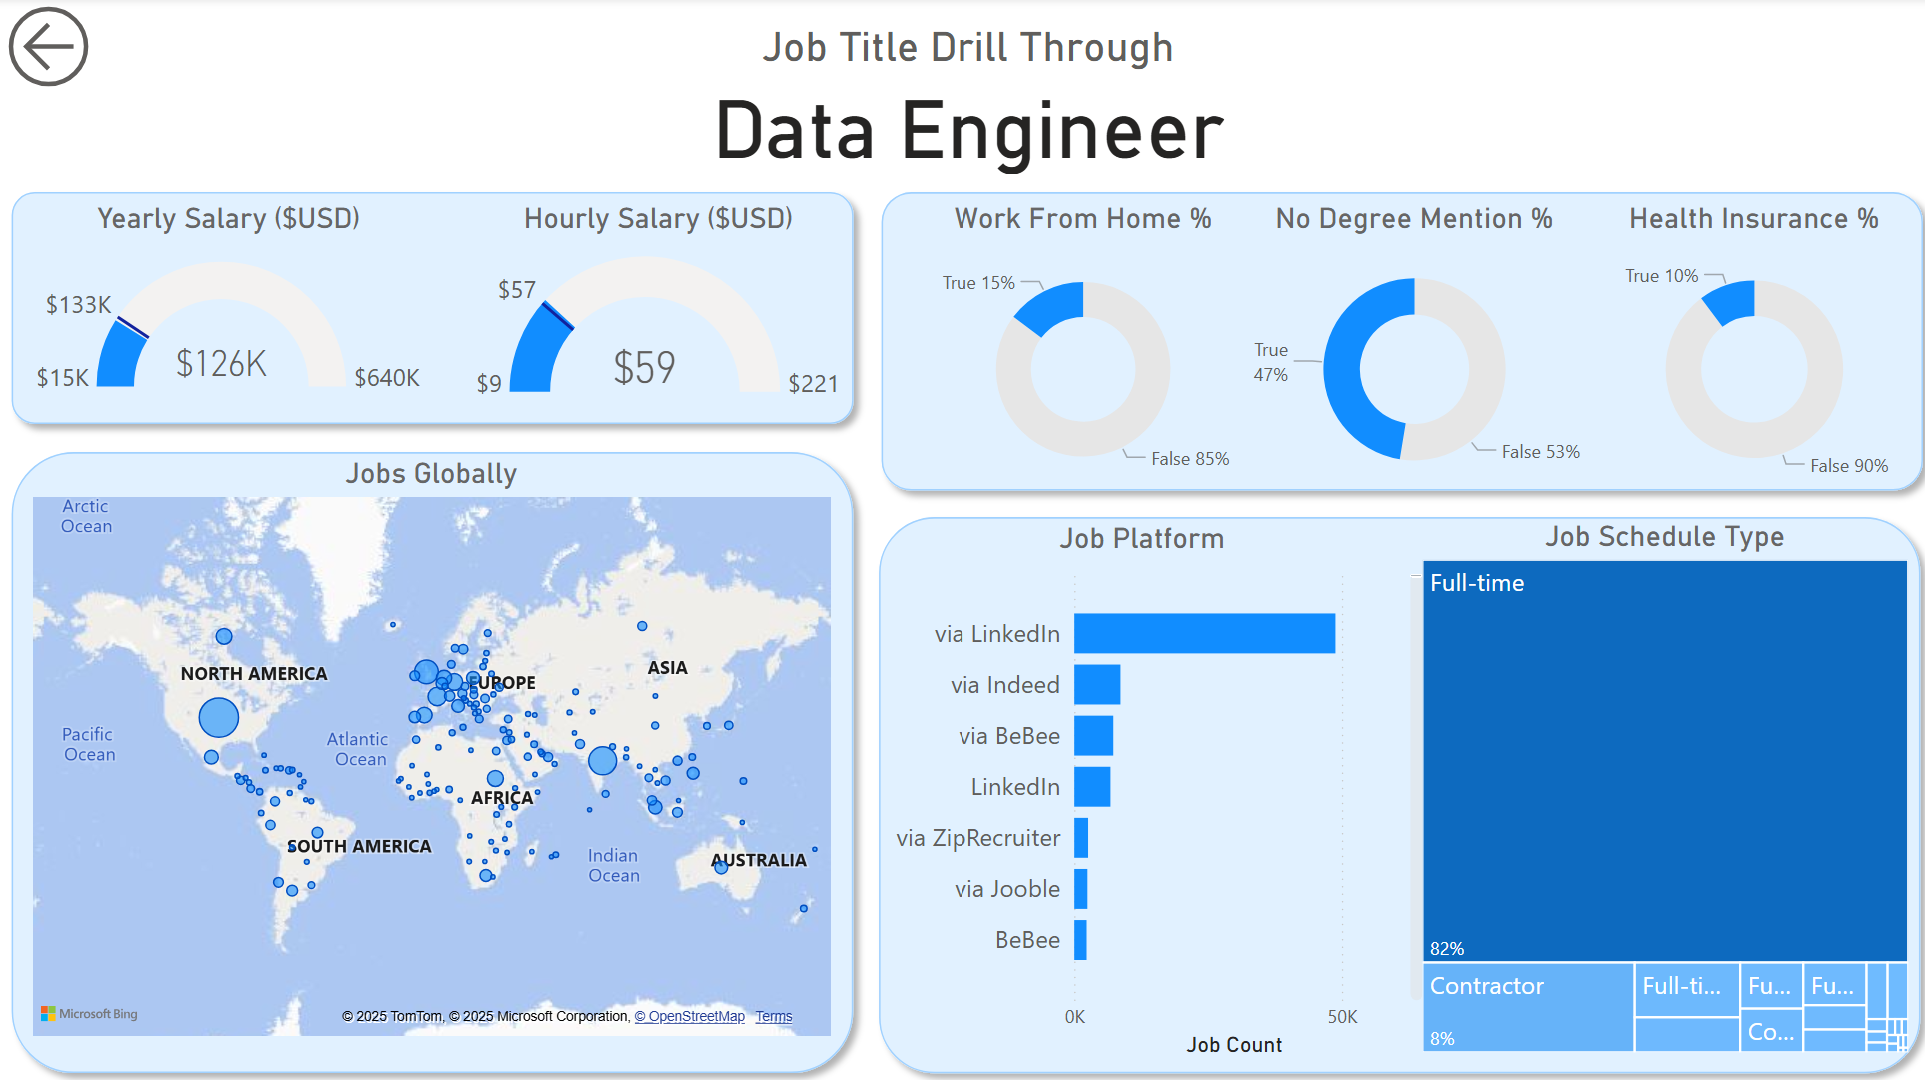 Job Title Drill Through
Data Engineer
Yearly Salary ($USD)
$133K
$15K
$126K
$640K
Hourly Salary ($USD)
$57
$9
$59
$221
Work From Home %
True 15%
False 85%
No Degree Mention %
True
47%
False 53%
Health Insurance %
True 10%
False 90%
Jobs Globally
Arctic
Ocean
NORTH AMERICA
EUROPE
ASIA
Pacific
Ocean
Atlantic
Ocean
AFRICA
SOUTH AMERICA
Indian
Ocean
AUSTRALIA
Microsoft Bing
© 2025 TomTom, © 2025 Microsoft Corporation, © OpenStreetMap Terms
Job Platform
via LinkedIn
via Indeed
via BeBee
LinkedIn
via ZipRecruiter
via Jooble
BeBee
0K
50K
Job Count
Job Schedule Type
Full-time
82%
Contractor
8%
Full-ti...
Fu...
Fu...
Co...